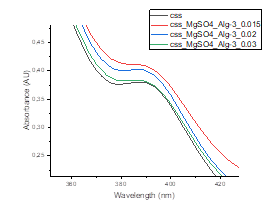 css
css_MgSO4_Alg-3_0.015
css_MgSO4_Alg-3_0.02
css_MgSO4_Alg-3_0.03
Absorbance (AU)
0.45
0.40
0.35
0.30
0.25
360
380
400
420
Wavelength (nm)